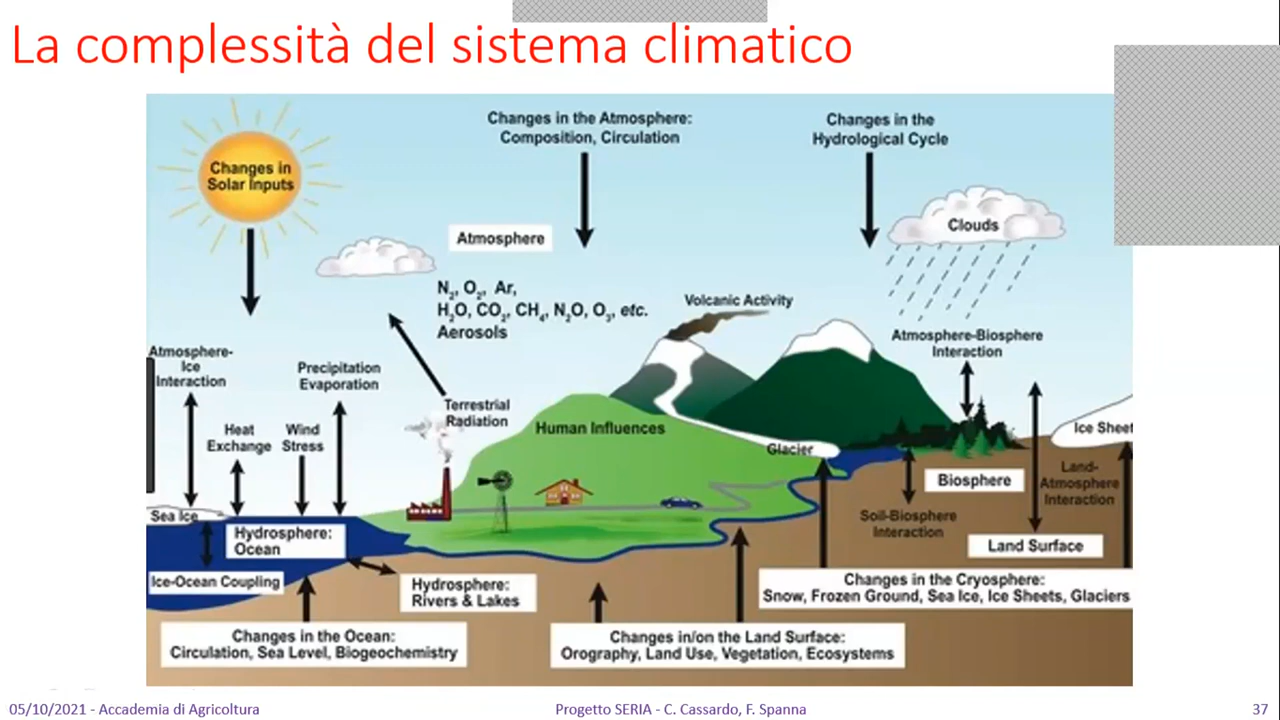 La complessità del sistema climatico
Changes in the Atmosphere:
Composition, Circulation
Changes in the
Hydrological Cycle
Changes in
Solar Inputs
Clouds
Atmosphere
N₂, O₂, Ar,
H₂O, CO₂, CH₄, N₂O, O₃, etc.
Aerosols
Volcanic Activity
Atmosphere-
Ice
Interaction
Precipitation
Evaporation
Atmosphere-Biosphere
Interaction
Terrestrial
Radiation
Heat
Exchange
Wind
Stress
Human Influences
Ice Sheet
Glacier
Land-
Atmosphere
Interaction
Biosphere
Sea Ice
Soil-Biosphere
Interaction
Hydrosphere:
Ocean
Land Surface
Ice-Ocean Coupling
Hydrosphere:
Rivers & Lakes
Changes in the Cryosphere:
Snow, Frozen Ground, Sea Ice, Ice Sheets, Glaciers
Changes in the Ocean:
Circulation, Sea Level, Biogeochemistry
Changes in/on the Land Surface:
Orography, Land Use, Vegetation, Ecosystems
05/10/2021 - Accademia di Agricoltura
Progetto SERIA - C. Cassardo, F. Spanna
37